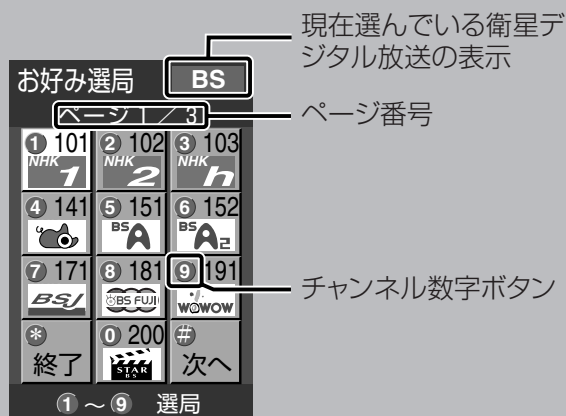 現在選んでいる衛星デ
ジタル放送の表示
お好み選局 BS
ページ1／3
ページ番号
1 101 2 102 3 103
NHK 1 NHK 2 NHK h
4 141 5 151 6 152
BS A BS A2
7 171 8 181 9 191
チャンネル数字ボタン
BSJ BS FUJI WOWOW
* 0 200 #
終了 STAR BS 次へ
1～9 選局